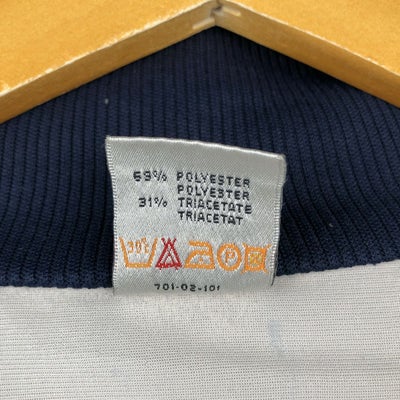 69% POLYESTER
POLYESTER
31% TRIACETATE
TRIACETAT
30°
P
701-02-101